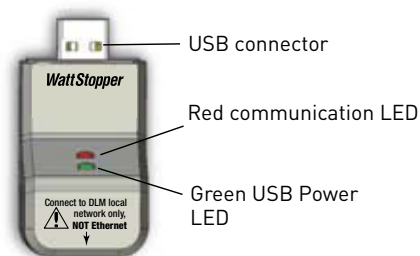 USB connector
WattStopper
Red communication LED
Green USB Power
LED
Connect to DLM local
network only,
NOT Ethernet